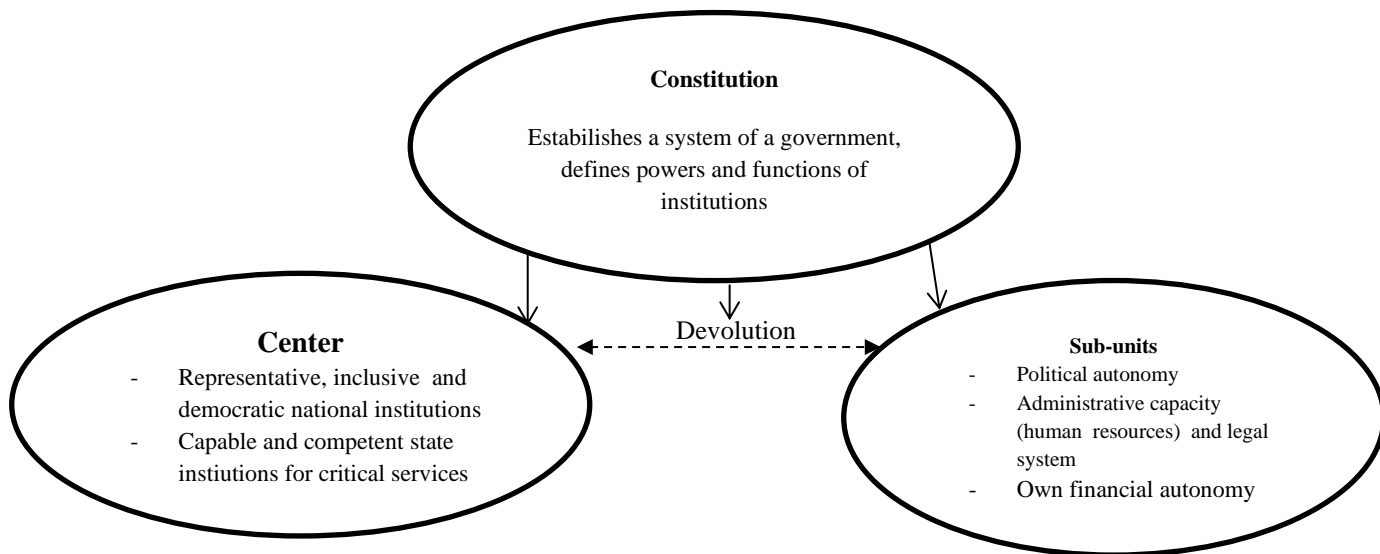 Constitution
Estabilishes a system of a government,
defines powers and functions of
institutions
Devolution
Center
- Representative, inclusive and
democratic national institutions
- Capable and competent state
instiutions for critical services
Sub-units
- Political autonomy
- Administrative capacity
(human resources) and legal
system
- Own financial autonomy